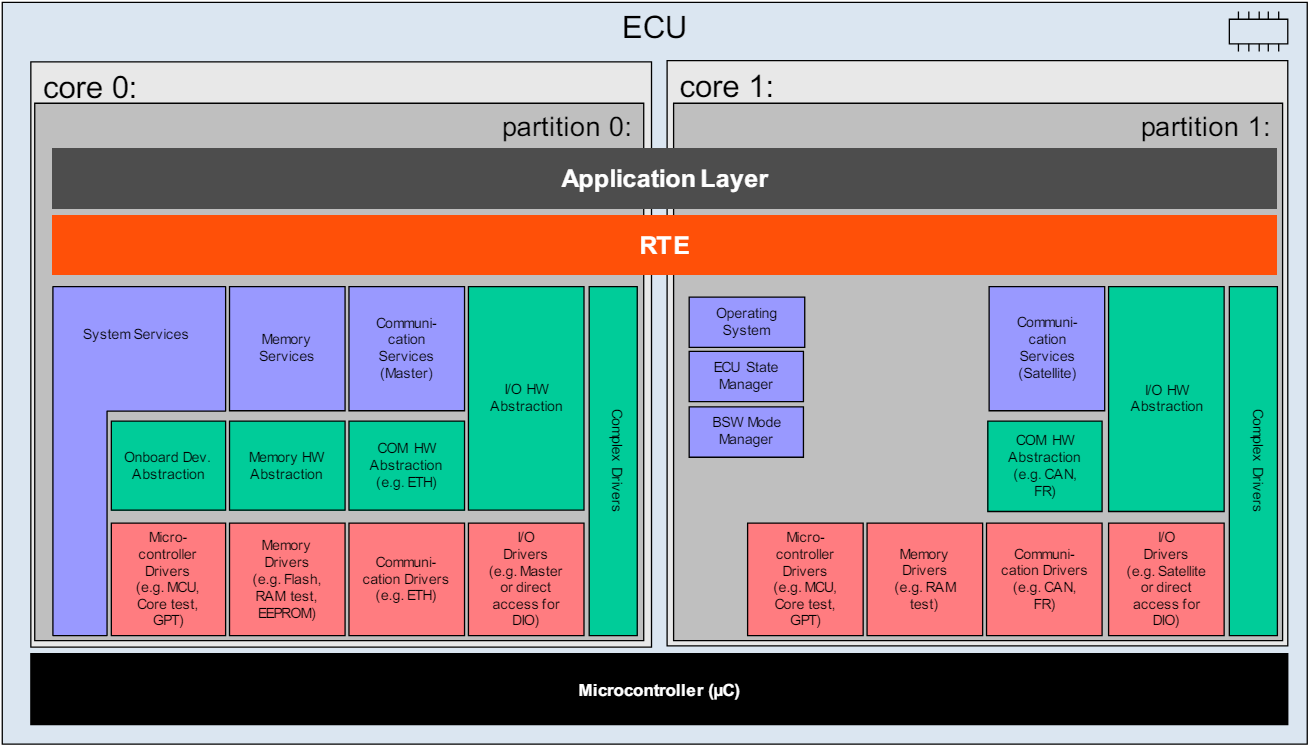 ECU
core 0:
core 1:
partition 0:
partition 1:
Application Layer
RTE
System Services
Memory
Services
Communi-
cation
Services
(Master)
I/O HW
Abstraction
Complex Drivers
Onboard Dev.
Abstraction
Memory HW
Abstraction
COM HW
Abstraction
(e.g. ETH)
Micro-
controller
Drivers
(e.g. MCU,
Core test,
GPT)
Memory
Drivers
(e.g. Flash,
RAM test,
EEPROM)
Communi-
cation Drivers
(e.g. ETH)
I/O
Drivers
(e.g. Master
or direct
access for
DIO)
Operating
System
ECU State
Manager
BSW Mode
Manager
Communi-
cation
Services
(Satellite)
I/O HW
Abstraction
Complex Drivers
COM HW
Abstraction
(e.g. CAN,
FR)
Micro-
controller
Drivers
(e.g. MCU,
Core test,
GPT)
Memory
Drivers
(e.g. RAM
test)
Communi-
cation Drivers
(e.g. CAN,
FR)
I/O
Drivers
(e.g. Satellite
or direct
access for
DIO)
Microcontroller (µC)